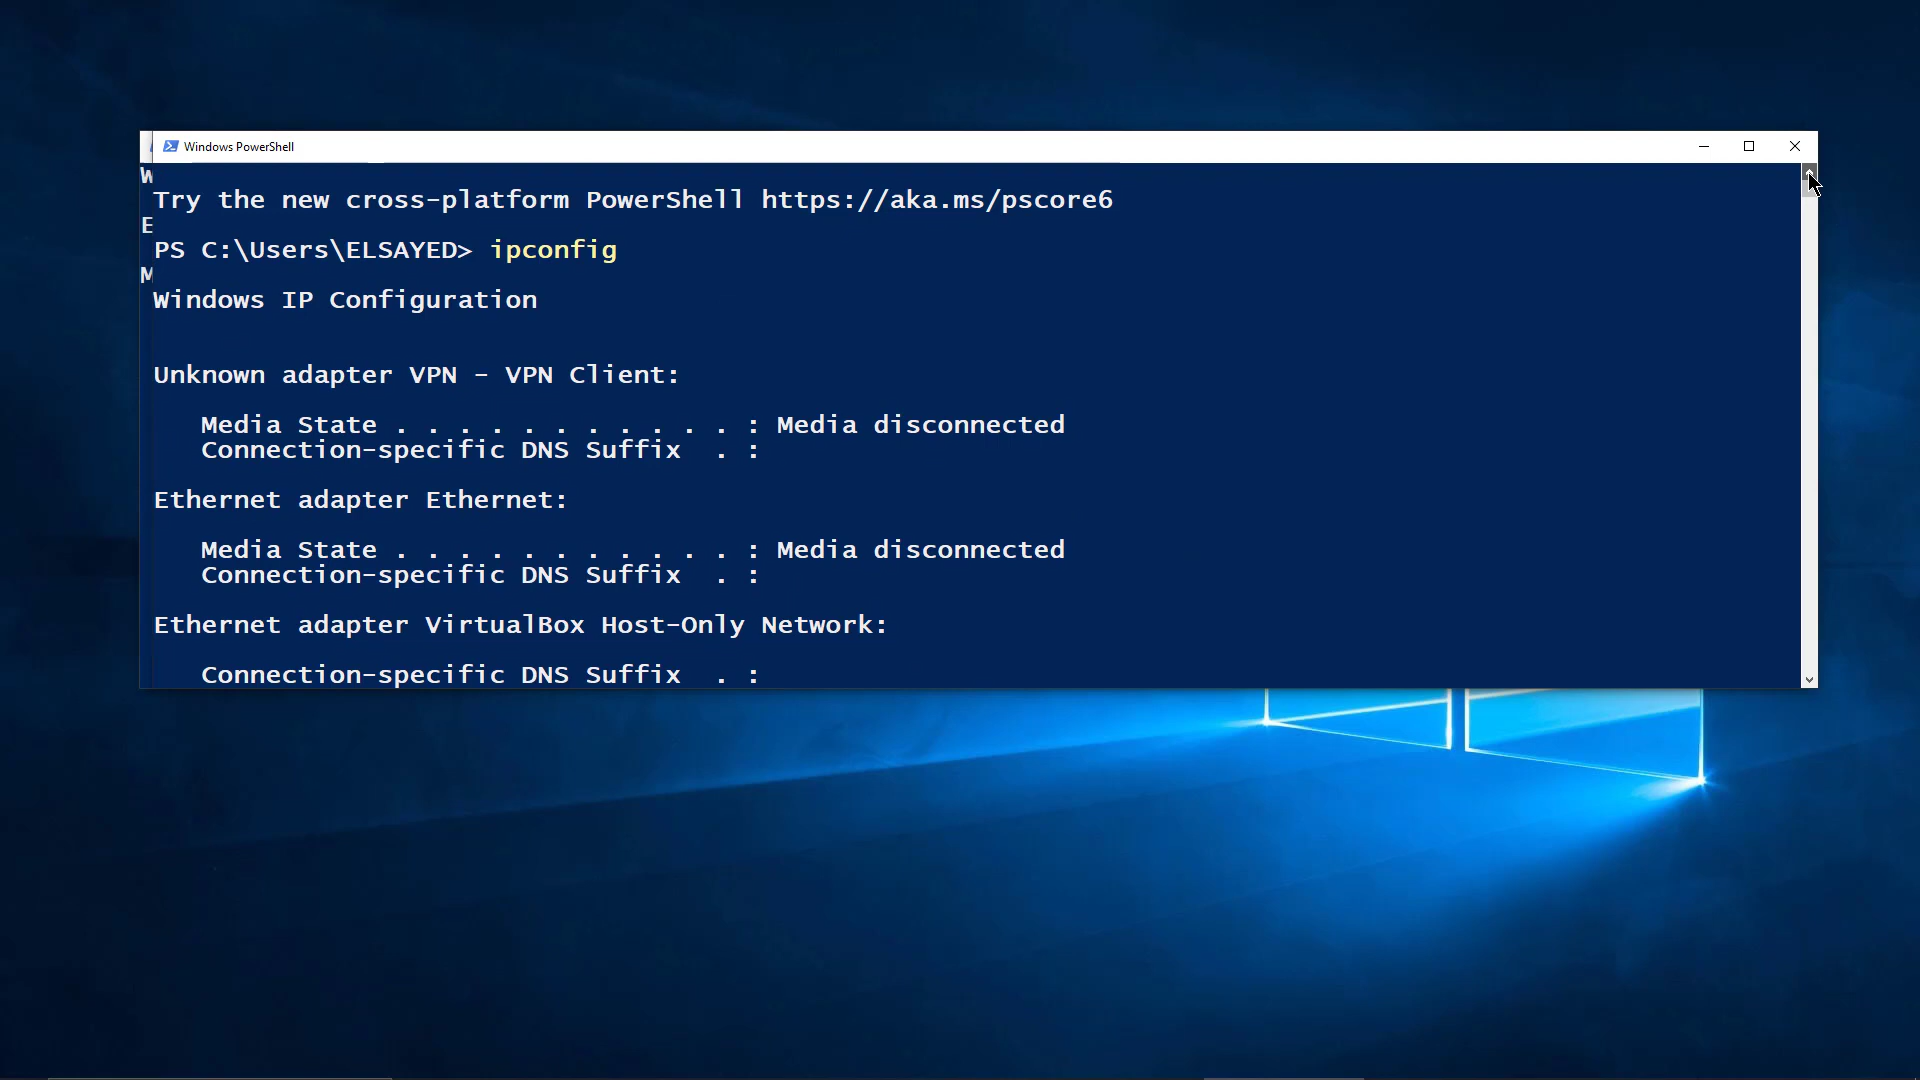 Windows PowerShell
Try the new cross-platform PowerShell https://aka.ms/pscore6
PS C:\Users\ELSAYED> ipconfig
Windows IP Configuration
Unknown adapter VPN - VPN Client:
Media State . . . . . . . . . . . : Media disconnected
Connection-specific DNS Suffix  . :
Ethernet adapter Ethernet:
Media State . . . . . . . . . . . : Media disconnected
Connection-specific DNS Suffix  . :
Ethernet adapter VirtualBox Host-Only Network:
Connection-specific DNS Suffix  . :